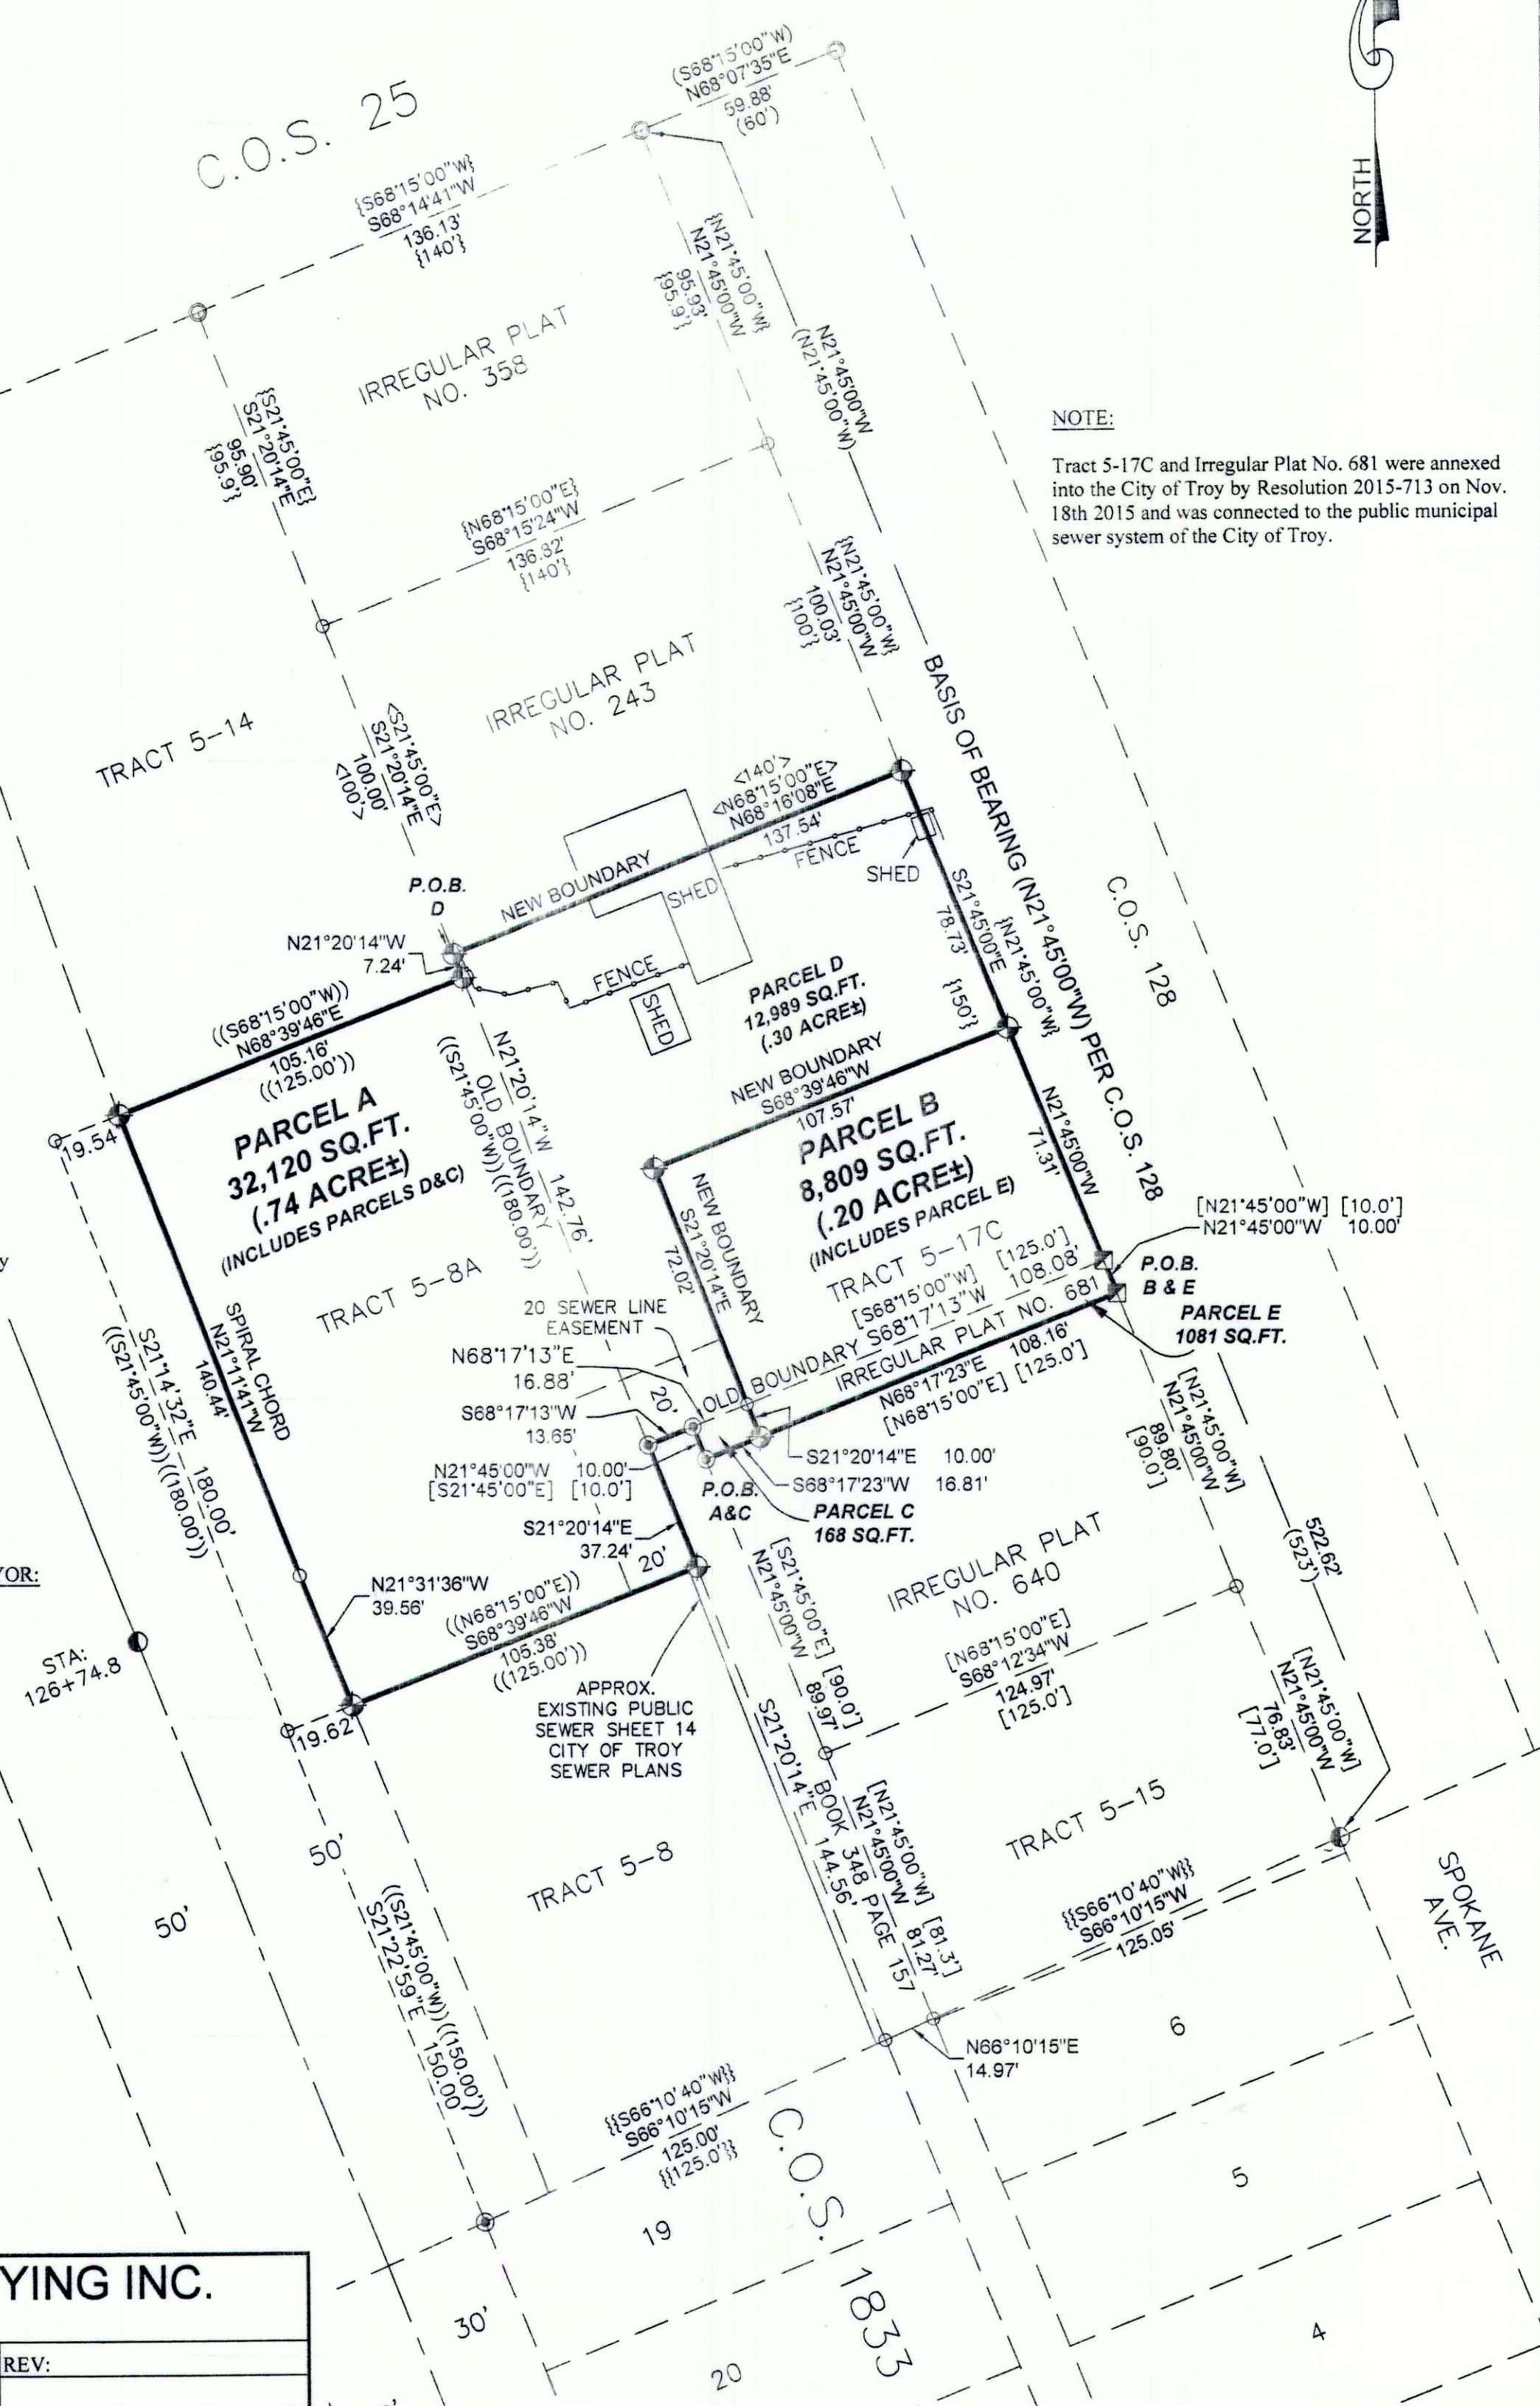 C.O.S. 25
(S68°15'00"W)
N68°07'35"E
59.88'
(60')
NORTH
{S68°15'00"W}
S68°14'41"W
136.13'
{140'}
{N21°45'00"W}
N21°45'00"W
95.93'
{95.9'}
N21°45'00"W
(N21°45'00"W)
IRREGULAR PLAT
NO. 358
{S21°45'00"E}
S21°20'14"E
95.90'
{95.9'}
NOTE:
Tract 5-17C and Irregular Plat No. 681 were annexed
into the City of Troy by Resolution 2015-713 on Nov.
18th 2015 and was connected to the public municipal
sewer system of the City of Troy.
{N68°15'00"E}
S68°15'24"W
136.82'
{140'}
{N21°45'00"W}
N21°45'00"W
100.03'
{100'}
IRREGULAR PLAT
NO. 243
TRACT 5-14
<S21°45'00"E>
S21°20'14"E
100.00'
<100'>
BASIS OF BEARING (N21°45'00"W) PER C.O.S. 128
C.O.S. 128
<140'>
<N68°15'00"E>
N68°16'08"E
137.54'
NEW BOUNDARY
FENCE
SHED
SHED
P.O.B.
D
N21°20'14"W
7.24'
FENCE
SHED
S21°45'00"E
78.73'
{N21°45'00"W}
{150'}
PARCEL D
12,989 SQ.FT.
(.30 ACRE±)
((S68°15'00"W))
N68°39'46"E
105.16'
((125.00'))
N21°20'14"W 142.76'
OLD BOUNDARY
((S21°45'00"W))((180.00'))
NEW BOUNDARY
S68°39'46"W
107.57'
19.54'
PARCEL A
32,120 SQ.FT.
(.74 ACRE±)
(INCLUDES PARCELS D&C)
PARCEL B
8,809 SQ.FT.
(.20 ACRE±)
(INCLUDES PARCEL E)
N21°45'00"W
71.31'
NEW BOUNDARY
S21°20'14"E
72.02'
[N21°45'00"W] [10.0']
N21°45'00"W 10.00'
P.O.B.
B & E
TRACT 5-8A
TRACT 5-17C
[S68°15'00"W] [125.0']
OLD BOUNDARY S68°17'13"W 108.08'
IRREGULAR PLAT NO. 681
PARCEL E
1081 SQ.FT.
N68°17'23"E 108.16'
[N68°15'00"E] [125.0']
20 SEWER LINE
EASEMENT
N68°17'13"E
16.88'
20'
S68°17'13"W
13.65'
SPIRAL CHORD
N21°11'41"W
140.44'
S21°14'32"E 180.00'
((S21°45'00"W))((180.00'))
N21°45'00"W 10.00'
[S21°45'00"E] [10.0']
S21°20'14"E 10.00'
S68°17'23"W 16.81'
P.O.B.
A&C
PARCEL C
168 SQ.FT.
S21°20'14"E
37.24'
20'
[N21°45'00"W]
N21°45'00"W
89.80'
[90.0']
522.62'
(523')
YOR:
[S21°45'00"E] [90.0']
N21°45'00"W 89.97'
IRREGULAR PLAT
NO. 640
N21°31'36"W
39.56'
((N68°15'00"E))
S68°39'46"W
105.38'
((125.00'))
STA:
126+74.8
[N68°15'00"E]
S68°12'34"W
124.97'
[125.0']
[N21°45'00"W]
N21°45'00"W
76.83'
[77.0']
19.62'
APPROX.
EXISTING PUBLIC
SEWER SHEET 14
CITY OF TROY
SEWER PLANS
S21°20'14"E 144.56'
BOOK 348 PAGE 157
[N21°45'00"W] [81.3']
N21°45'00"W 81.27'
TRACT 5-15
50'
50'
TRACT 5-8
((S21°45'00"W))((150.00'))
S21°22'59"E 150.00'
{{S66°10'40"W}}
S66°10'15"W
125.05'
SPOKANE
AVE.
N66°10'15"E
14.97'
6
{{S66°10'40"W}}
S66°10'15"W
125.00'
{{125.0'}}
C.O.S. 1833
5
19
YING INC.
30'
4
20
REV: